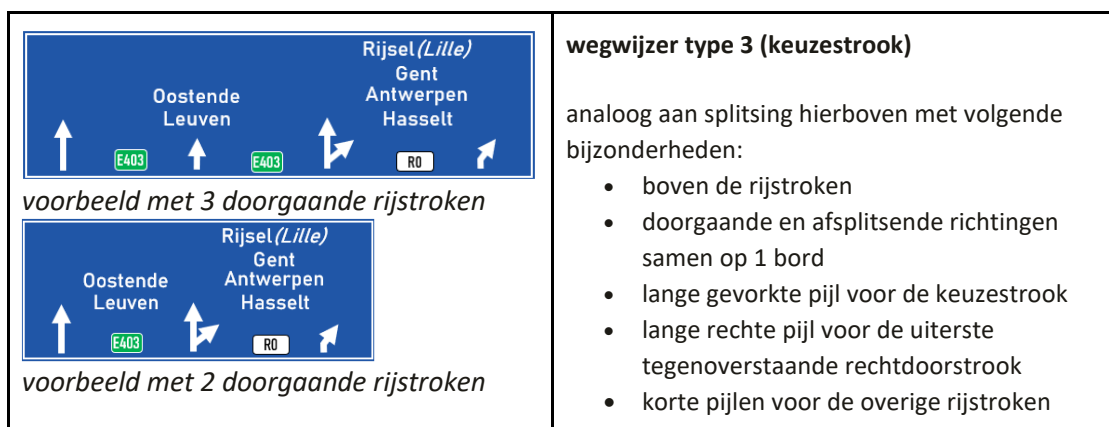 Rijsel (Lille)
Gent
Antwerpen
Hasselt
Oostende
Leuven
E403
E403
R0
voorbeeld met 3 doorgaande rijstroken
Rijsel (Lille)
Gent
Antwerpen
Hasselt
Oostende
Leuven
E403
R0
voorbeeld met 2 doorgaande rijstroken
wegwijzer type 3 (keuzestrook)
analoog aan splitsing hierboven met volgende
bijzonderheden:
• boven de rijstroken
• doorgaande en afsplitsende richtingen
samen op 1 bord
• lange gevorkte pijl voor de keuzestrook
• lange rechte pijl voor de uiterste
tegenoverstaande rechtdoorstrook
• korte pijlen voor de overige rijstroken